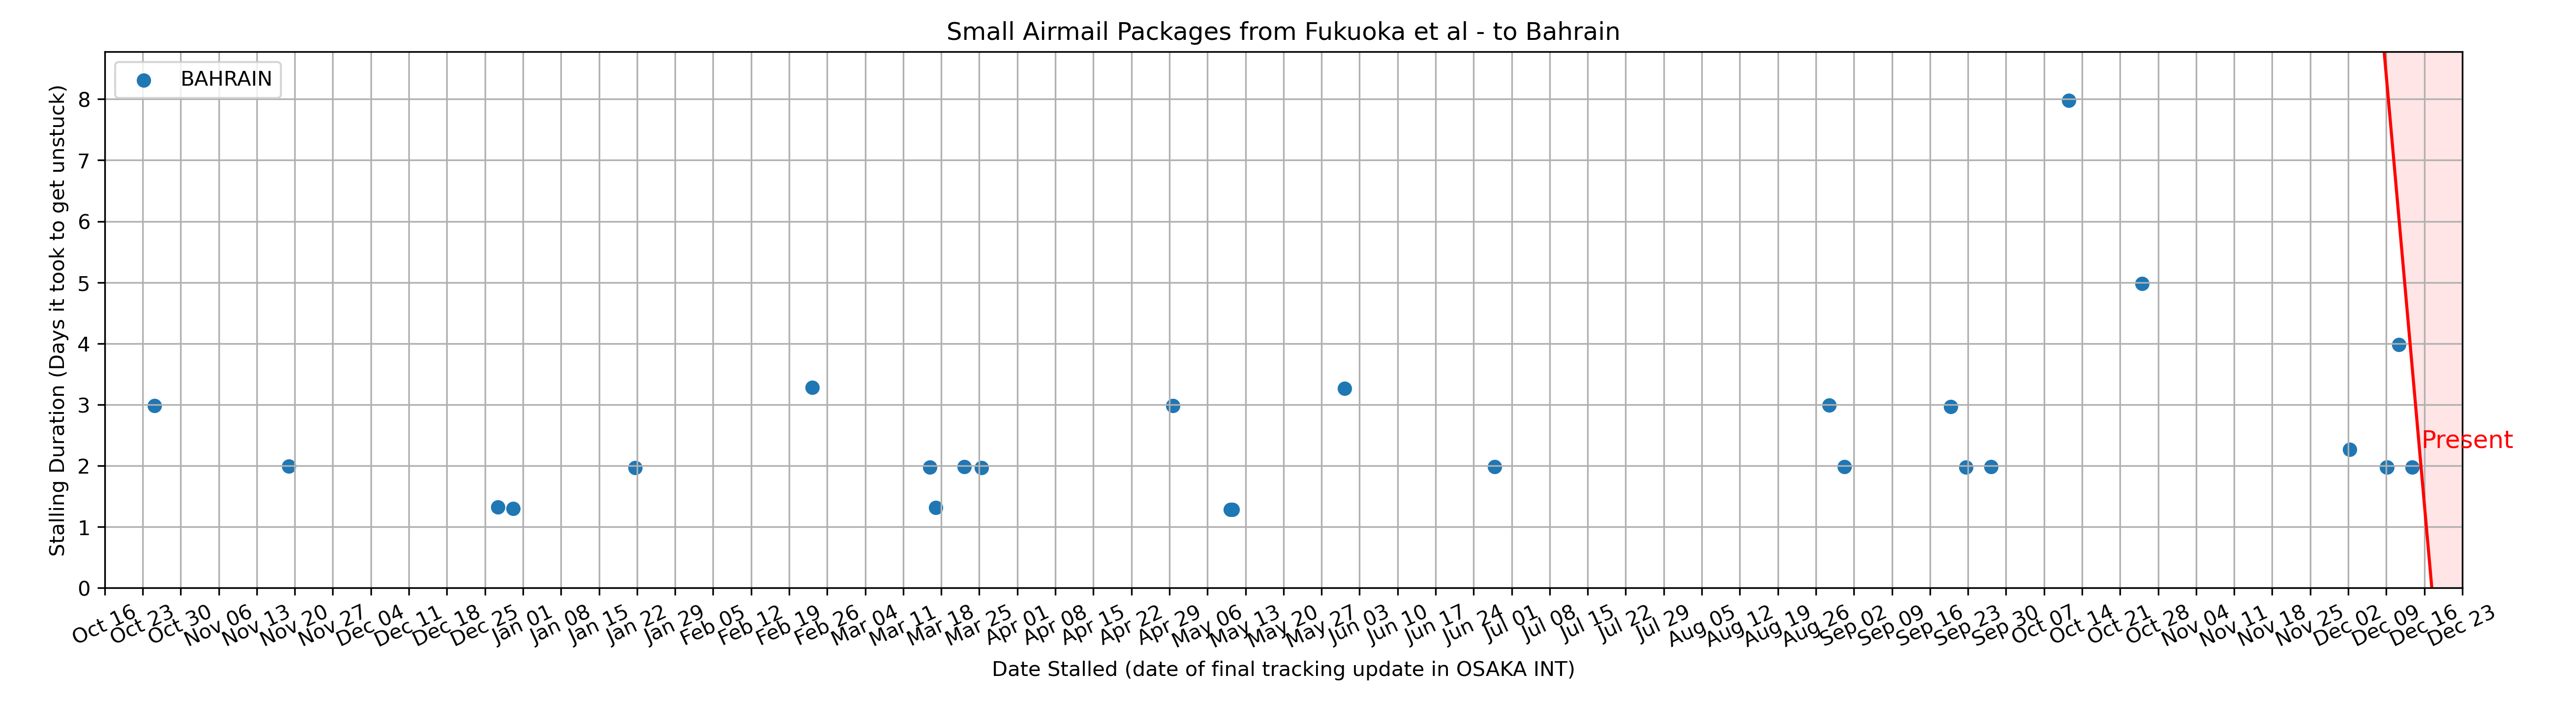 Small Airmail Packages from Fukuoka et al - to Bahrain
BAHRAIN
Stalling Duration (Days it took to get unstuck)
8
7
6
5
4
3
2
1
0
Present
Oct 16
Oct 23
Oct 30
Nov 06
Nov 13
Nov 20
Nov 27
Dec 04
Dec 11
Dec 18
Dec 25
Jan 01
Jan 08
Jan 15
Jan 22
Jan 29
Feb 05
Feb 12
Feb 19
Feb 26
Mar 04
Mar 11
Mar 18
Mar 25
Apr 01
Apr 08
Apr 15
Apr 22
Apr 29
May 06
May 13
May 20
May 27
Jun 03
Jun 10
Jun 17
Jun 24
Jul 01
Jul 08
Jul 15
Jul 22
Jul 29
Aug 05
Aug 12
Aug 19
Aug 26
Sep 02
Sep 09
Sep 16
Sep 23
Sep 30
Oct 07
Oct 14
Oct 21
Oct 28
Nov 04
Nov 11
Nov 18
Nov 25
Dec 02
Dec 09
Dec 16
Dec 23
Date Stalled (date of final tracking update in OSAKA INT)